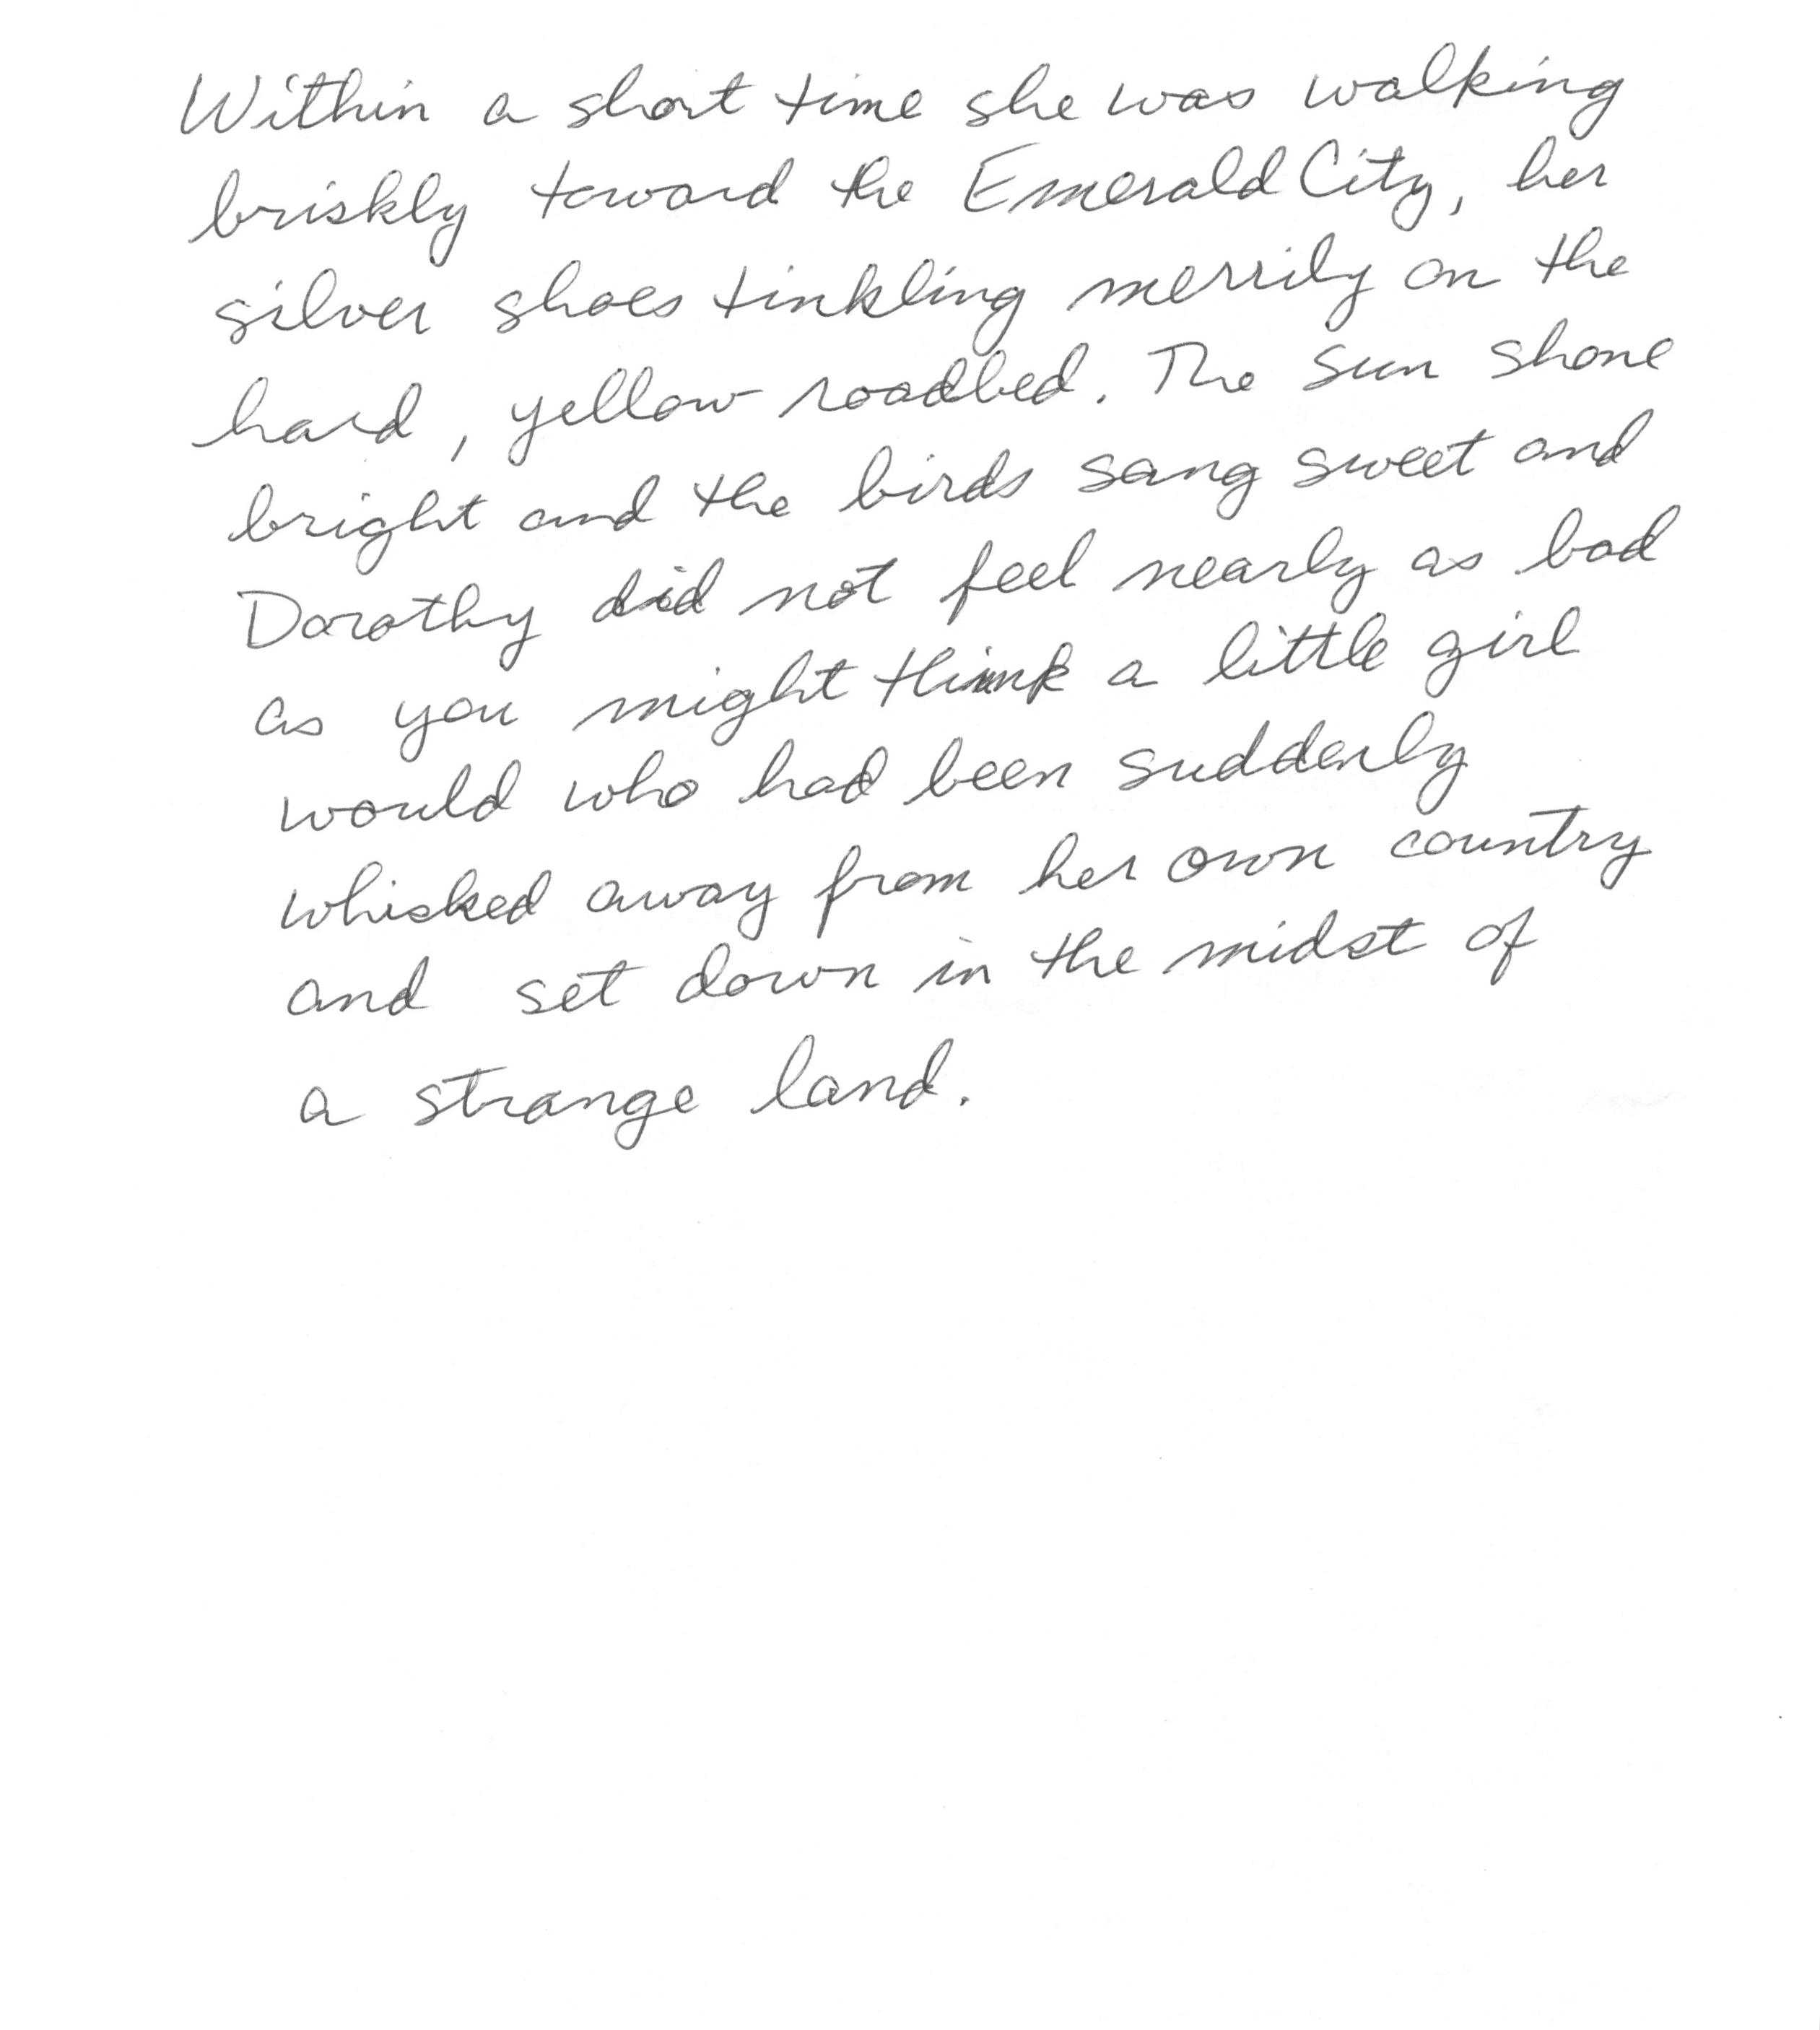 Within a short time she was walking
briskly toward the Emerald City, her
silver shoes tinkling merrily on the
hard, yellow roadbed. The sun shone
bright and the birds sang sweet and
Dorothy did not feel nearly as bad
as you might think a little girl
would who had been suddenly
whisked away from her own country
and set down in the midst of
a strange land.